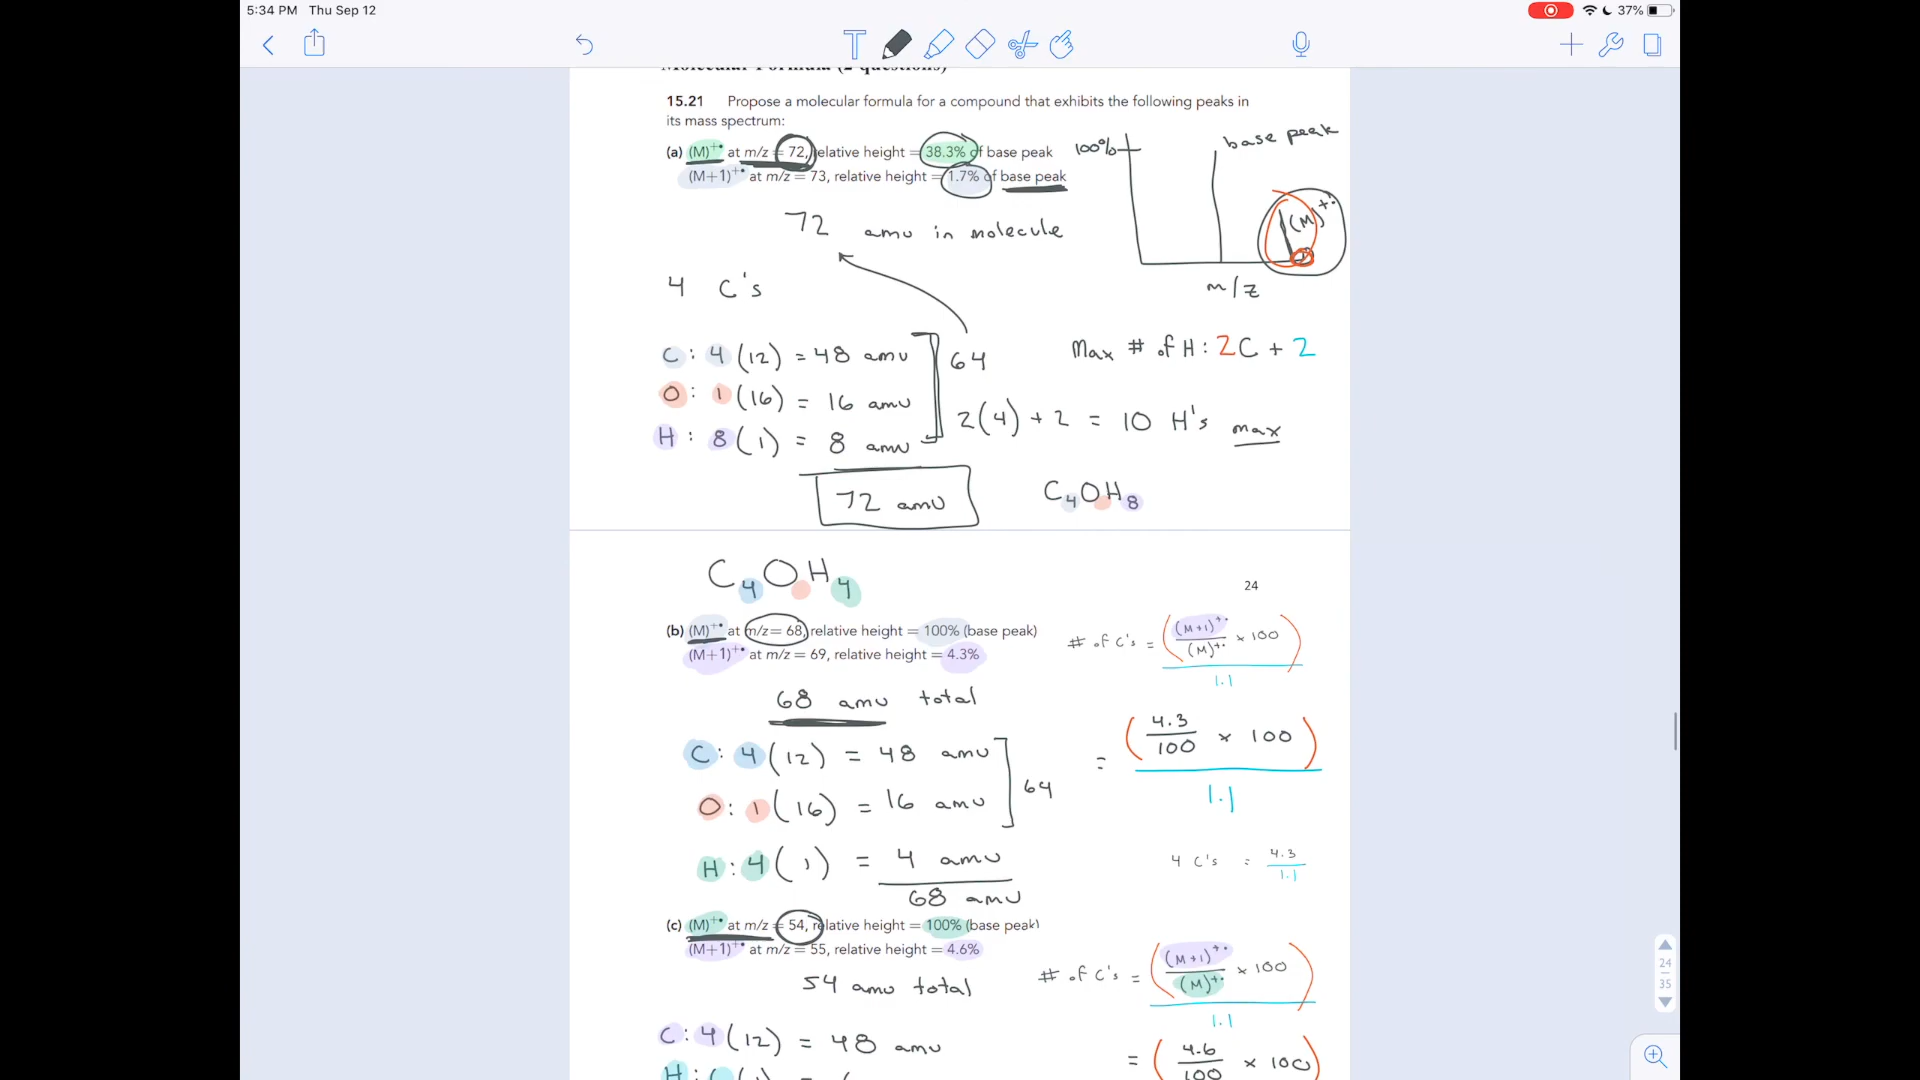 5:34 PM Thu Sep 12
37%
Molecular Formula (2 questions)
15.21 Propose a molecular formula for a compound that exhibits the following peaks in
its mass spectrum:
(a) (M)+• at m/z = 72, relative height = 38.3% of base peak
(M+1)+• at m/z = 73, relative height = 1.7% of base peak
100%
base peak
(M)+•
m/z
72 amu in molecule
4 C's
C: 4(12) = 48 amu
O: 1(16) = 16 amu
H: 8(1) = 8 amu
64
72 amu
Max # of H: 2C + 2
2(4) + 2 = 10 H's max
C4OH8
C4OH4
24
(b) (M)+• at m/z= 68, relative height = 100% (base peak)
(M+1)+• at m/z = 69, relative height = 4.3%
# of C's = ((M+1)+•
(M)+• × 100)
1.1
68 amu total
C: 4(12) = 48 amu
O: 1(16) = 16 amu
64
H: 4(1) = 4 amu
68 amu
= (4.3
100 × 100)
1.1
4 C's = 4.3
1.1
(c) (M)+• at m/z = 54, relative height = 100% (base peak)
(M+1)+• at m/z = 55, relative height = 4.6%
54 amu total
# of C's = ((M+1)+•
(M)+• × 100)
1.1
C: 4(12) = 48 amu
H:
= (4.6
100 × 100)
24
35